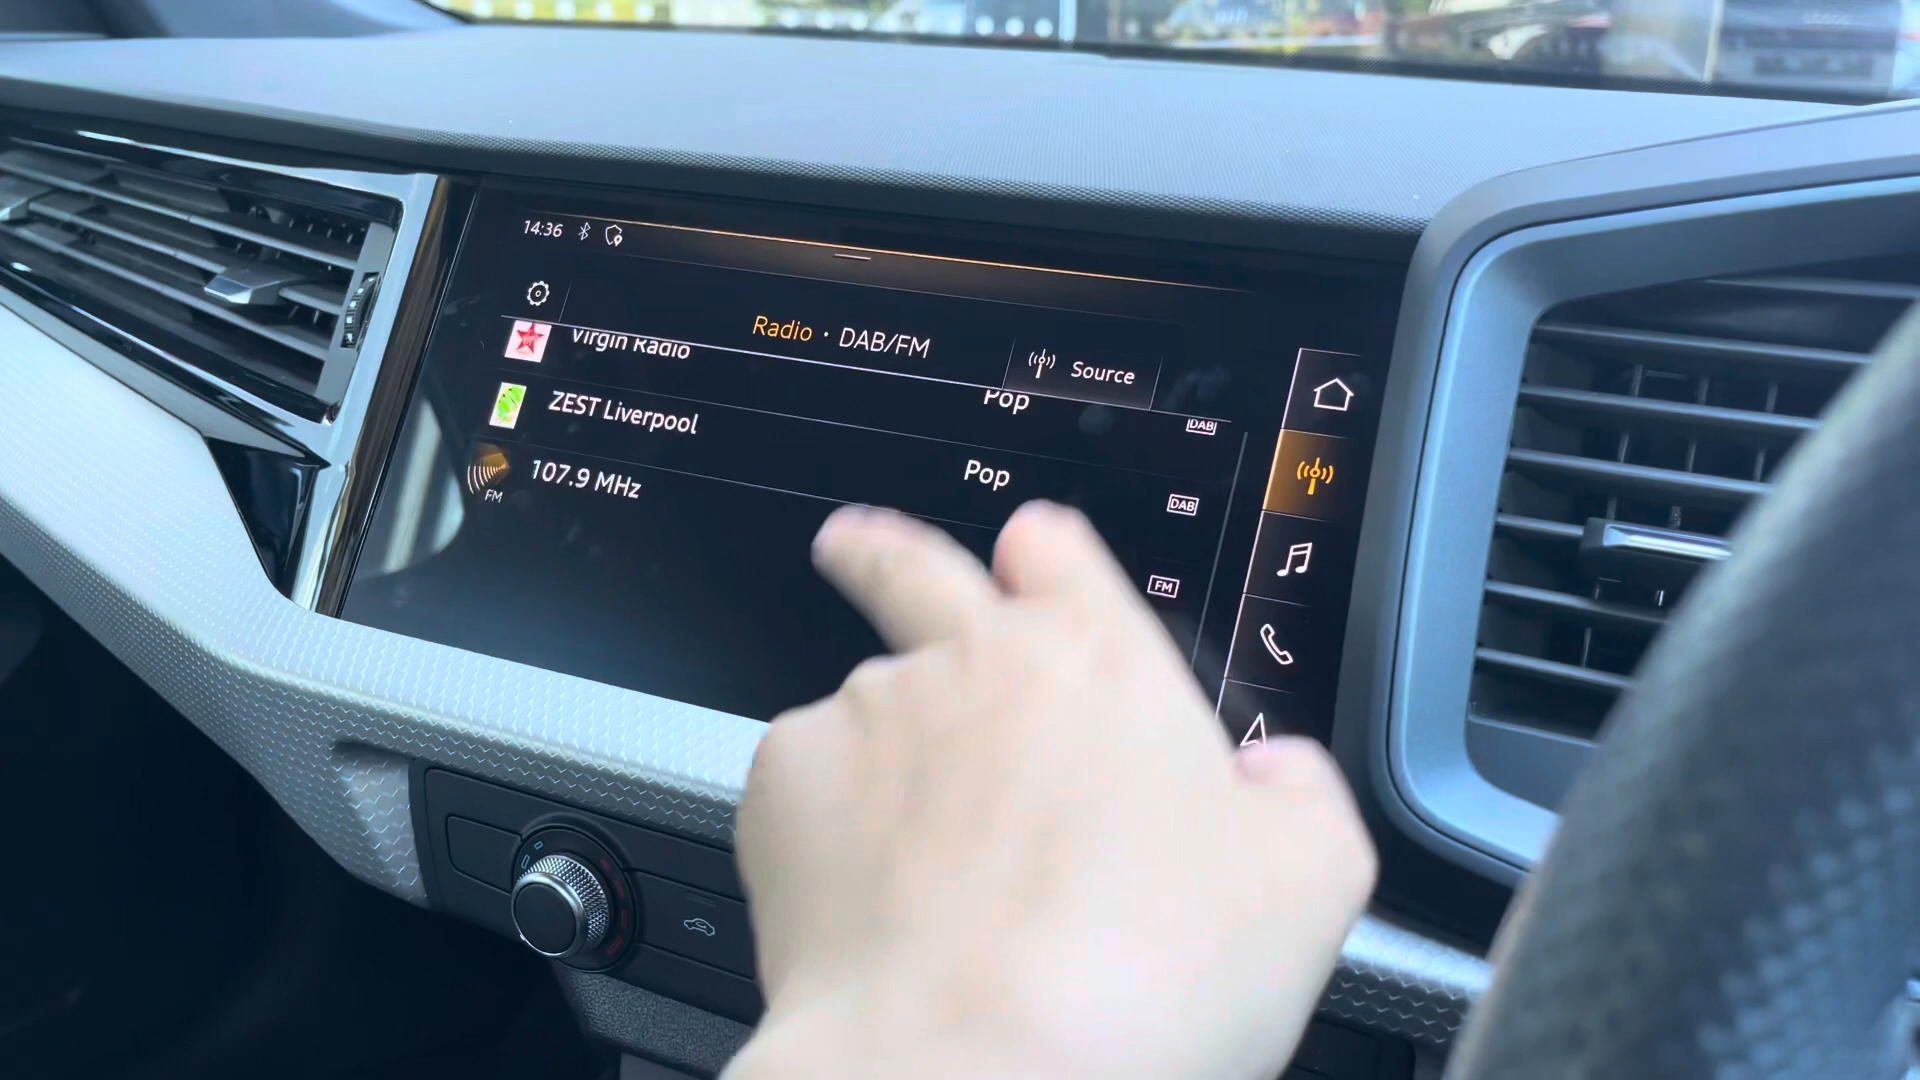 14:36
Radio · DAB/FM
Source
Virgin Radio
Pop
DAB
ZEST Liverpool
Pop
DAB
FM
107.9 MHz
FM